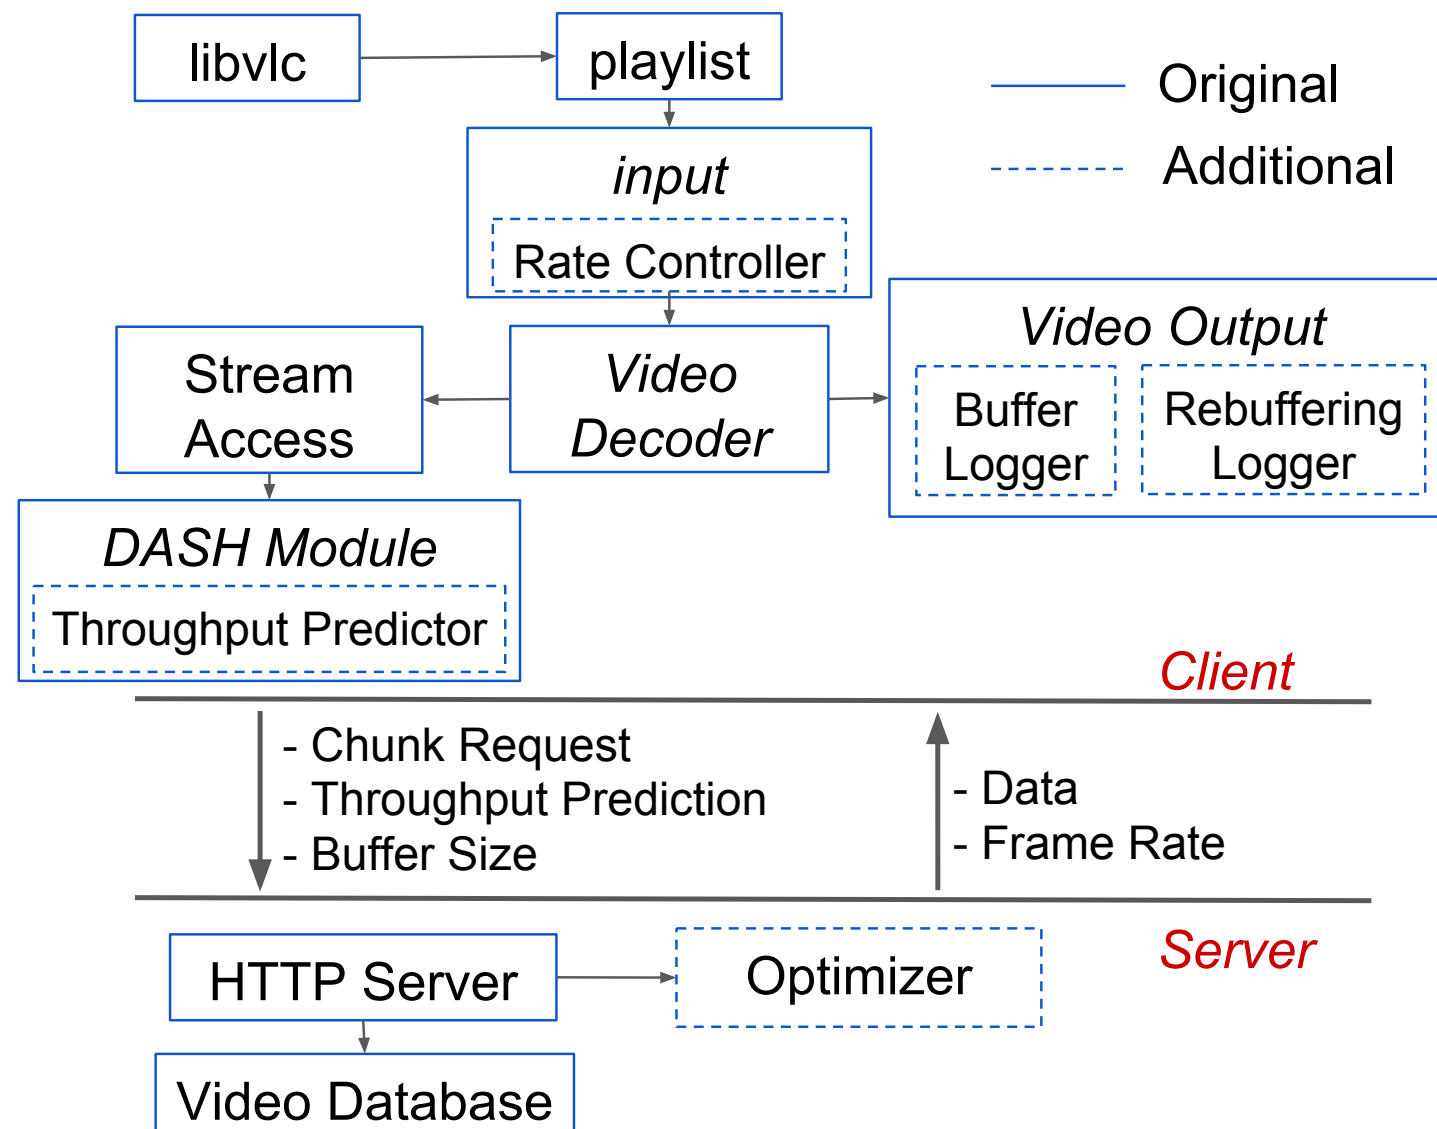 libvlc
playlist
Original
Additional
input
Rate Controller
Video Output
Buffer
Logger
Rebuffering
Logger
Stream
Access
Video
Decoder
DASH Module
Throughput Predictor
Client
- Chunk Request
- Throughput Prediction
- Buffer Size
- Data
- Frame Rate
Server
HTTP Server
Optimizer
Video Database